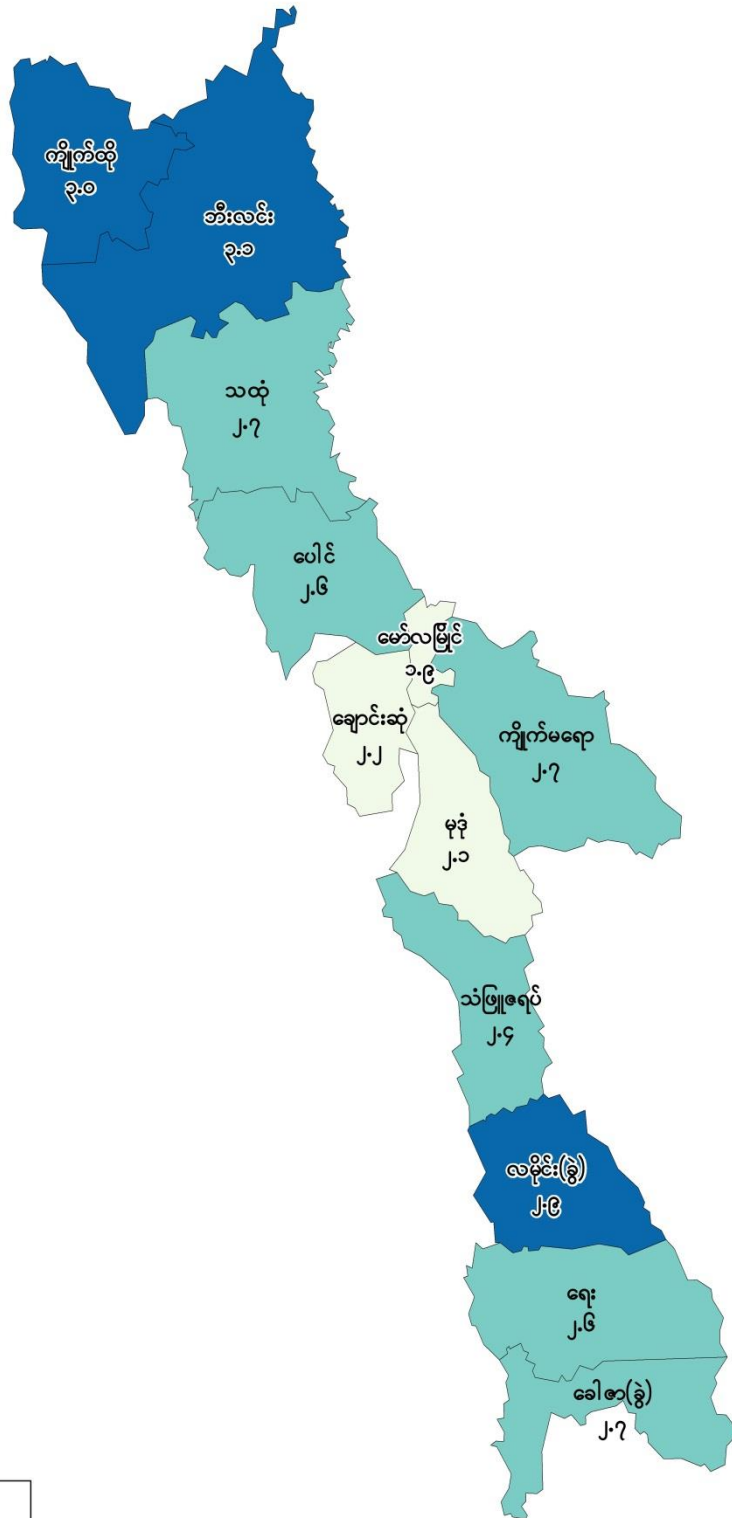 ကျိုက်ထို
၃.၀
ဘီးလင်း
၃.၁
သထုံ
၂.၇
ပေါင်
၂.၆
မော်လမြိုင်
၁.၉
ချောင်းဆုံ
၂.၂
ကျိုက်မရော
၂.၇
မုဒုံ
၂.၁
သံဖြူဇရပ်
၂.၄
လမိုင်း(ခွဲ)
၂.၉
ရေး
၂.၆
ခေါဇာ(ခွဲ)
၂.၇